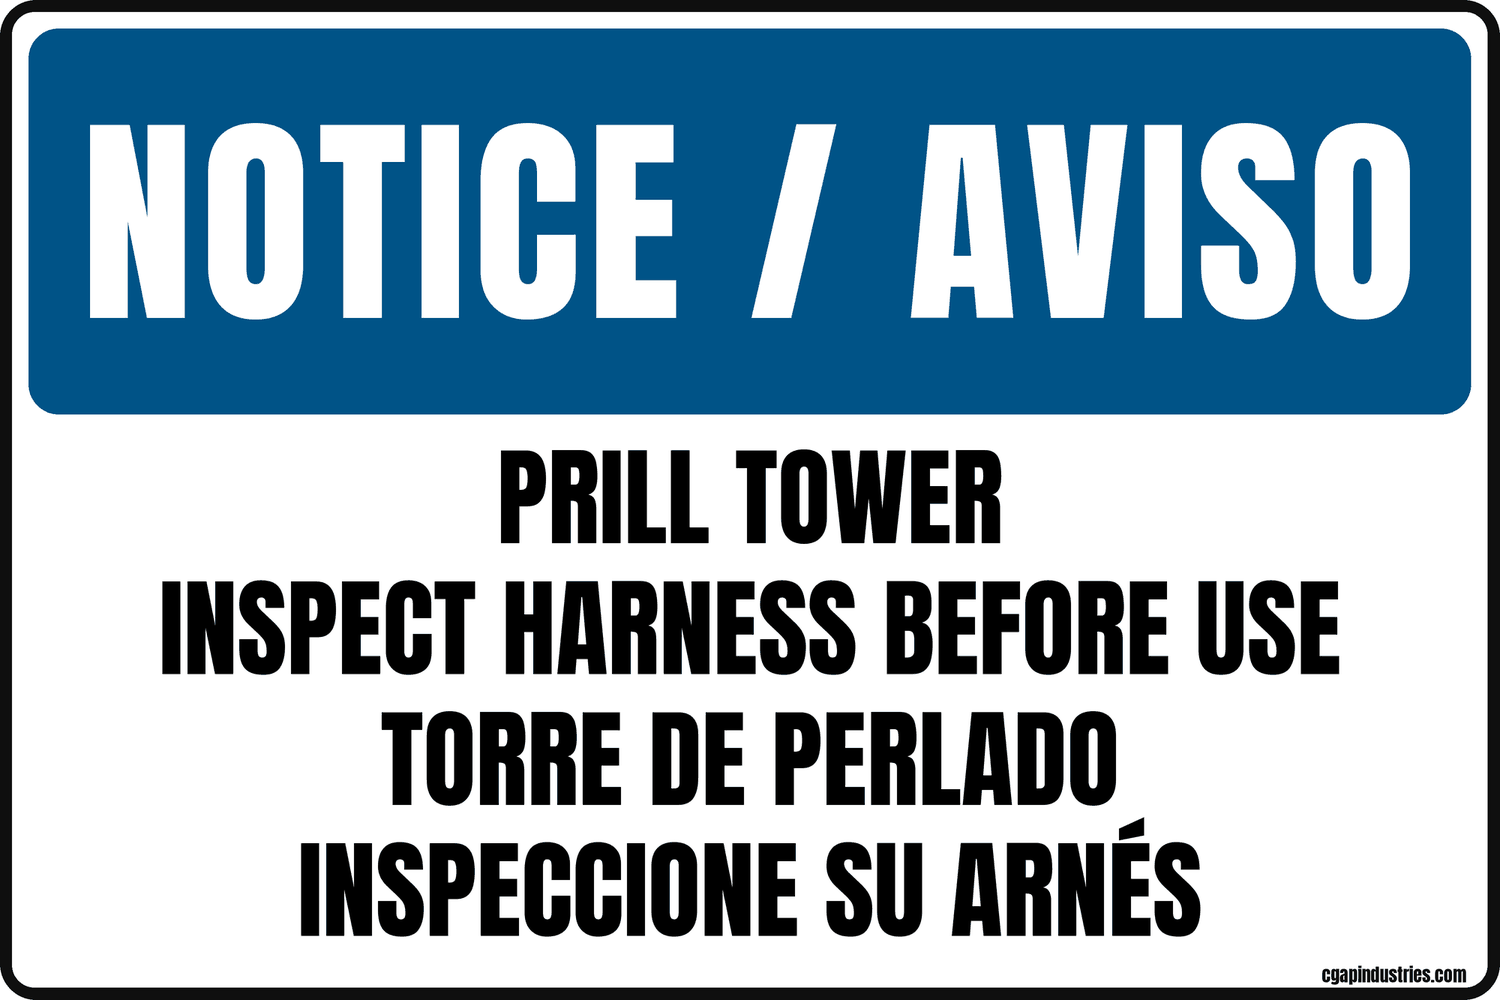 NOTICE / AVISO
PRILL TOWER
INSPECT HARNESS BEFORE USE
TORRE DE PERLADO
INSPECCIONE SU ARNÉS
cgapindustries.com